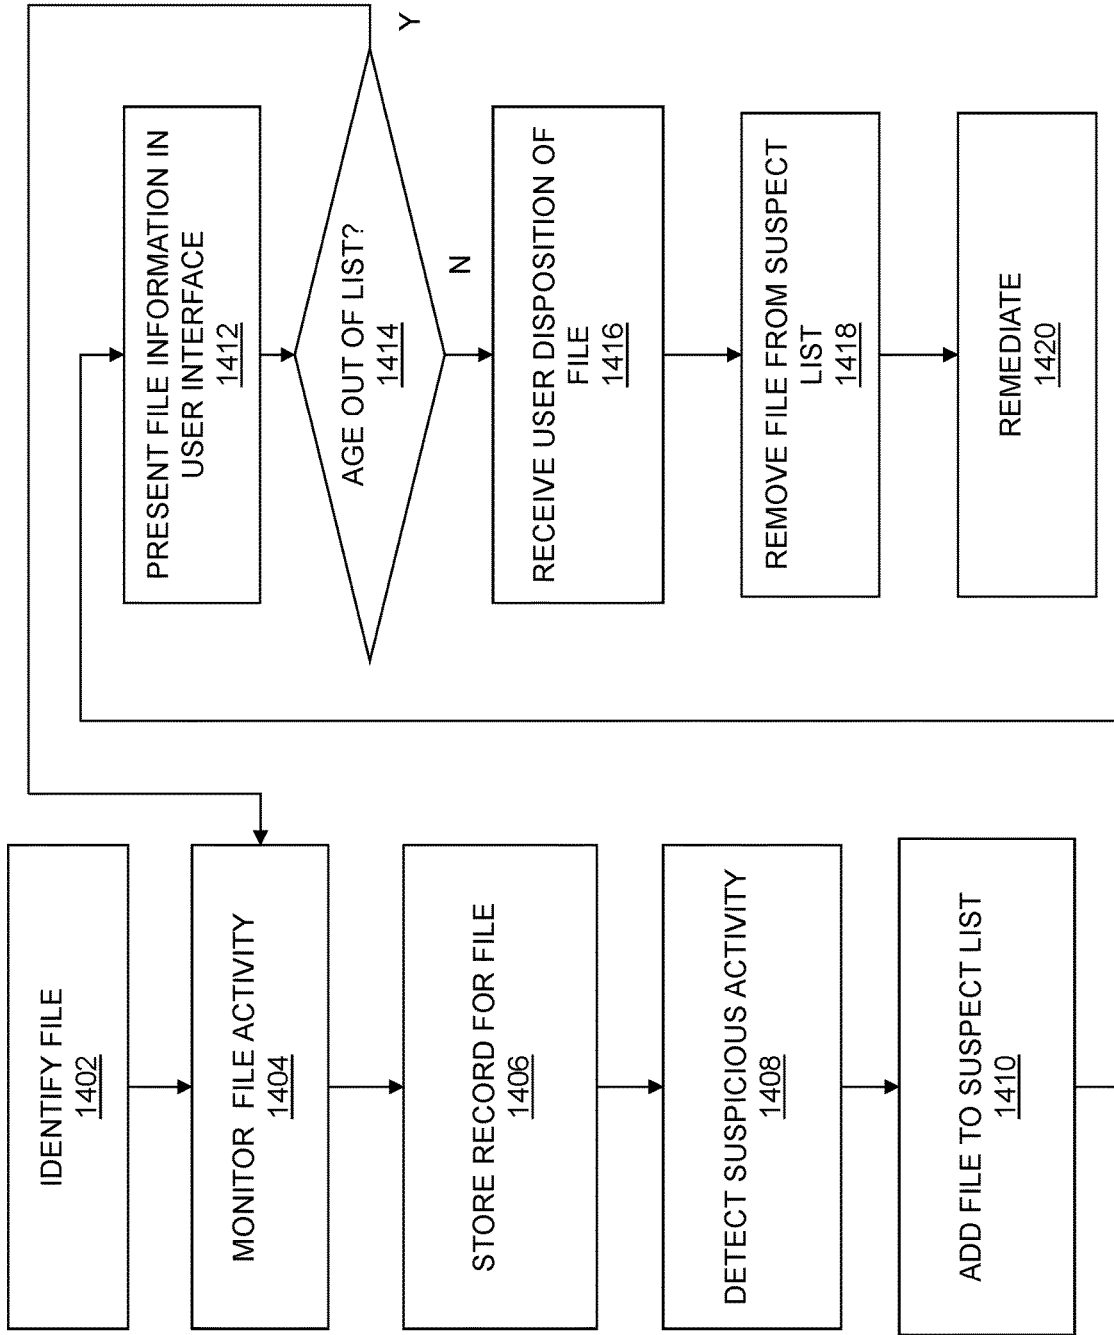 IDENTIFY FILE
1402
MONITOR FILE ACTIVITY
1404
STORE RECORD FOR FILE
1406
DETECT SUSPICIOUS ACTIVITY
1408
ADD FILE TO SUSPECT LIST
1410
PRESENT FILE INFORMATION IN
USER INTERFACE
1412
AGE OUT OF LIST?
1414
Y
N
RECEIVE USER DISPOSITION OF
FILE
1416
REMOVE FILE FROM SUSPECT
LIST
1418
REMEDIATE
1420